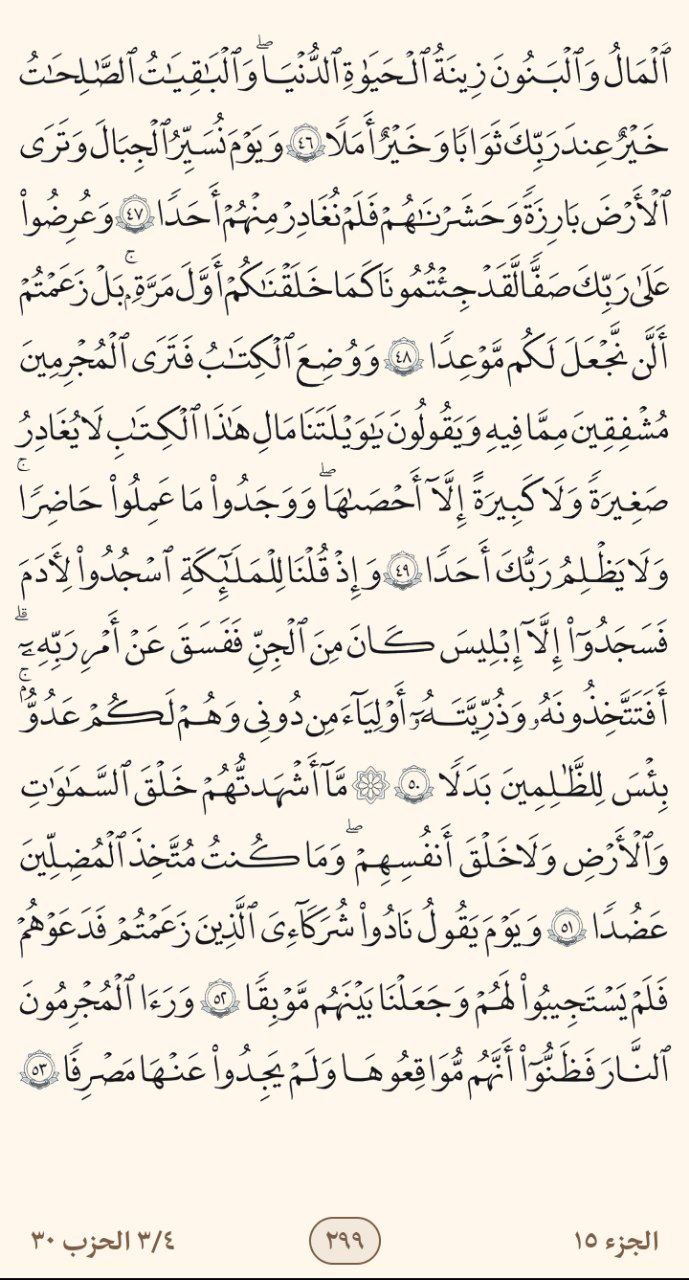 ٱلْمَالُ وَٱلْبَنُونَ زِينَةُ ٱلْحَيَوٰةِ ٱلدُّنْيَاۖ وَٱلْبَٰقِيَٰتُ ٱلصَّٰلِحَٰتُ
خَيْرٌ عِندَ رَبِّكَ ثَوَابًا وَخَيْرٌ أَمَلًا ٤٦ وَيَوْمَ نُسَيِّرُ ٱلْجِبَالَ وَتَرَى
ٱلْأَرْضَ بَارِزَةً وَحَشَرْنَٰهُمْ فَلَمْ نُغَادِرْ مِنْهُمْ أَحَدًا ٤٧ وَعُرِضُوا۟
عَلَىٰ رَبِّكَ صَفًّا لَّقَدْ جِئْتُمُونَا كَمَا خَلَقْنَٰكُمْ أَوَّلَ مَرَّةٍۭۚ بَلْ زَعَمْتُمْ
أَلَّن نَّجْعَلَ لَكُم مَّوْعِدًا ٤٨ وَوُضِعَ ٱلْكِتَٰبُ فَتَرَى ٱلْمُجْرِمِينَ
مُشْفِقِينَ مِمَّا فِيهِ وَيَقُولُونَ يَٰوَيْلَتَنَا مَالِ هَٰذَا ٱلْكِتَٰبِ لَا يُغَادِرُ
صَغِيرَةً وَلَا كَبِيرَةً إِلَّآ أَحْصَىٰهَاۖ وَوَجَدُوا۟ مَا عَمِلُوا۟ حَاضِرًاۚ
وَلَا يَظْلِمُ رَبُّكَ أَحَدًا ٤٩ وَإِذْ قُلْنَا لِلْمَلَٰٓئِكَةِ ٱسْجُدُوا۟ لِءَادَمَ
فَسَجَدُوٓا۟ إِلَّآ إِبْلِيسَ كَانَ مِنَ ٱلْجِنِّ فَفَسَقَ عَنْ أَمْرِ رَبِّهِۦٓۗ
أَفَتَتَّخِذُونَهُۥ وَذُرِّيَّتَهُۥٓ أَوْلِيَآءَ مِن دُونِى وَهُمْ لَكُمْ عَدُوٌّۢۚ
بِئْسَ لِلظَّٰلِمِينَ بَدَلًا ٥٠ ۞ مَّآ أَشْهَدتُّهُمْ خَلْقَ ٱلسَّمَٰوَٰتِ
وَٱلْأَرْضِ وَلَا خَلْقَ أَنفُسِهِمْۖ وَمَا كُنتُ مُتَّخِذَ ٱلْمُضِلِّينَ
عَضُدًا ٥١ وَيَوْمَ يَقُولُ نَادُوا۟ شُرَكَآءِىَ ٱلَّذِينَ زَعَمْتُمْ فَدَعَوْهُمْ
فَلَمْ يَسْتَجِيبُوا۟ لَهُمْ وَجَعَلْنَا بَيْنَهُم مَّوْبِقًا ٥٢ وَرَءَا ٱلْمُجْرِمُونَ
ٱلنَّارَ فَظَنُّوٓا۟ أَنَّهُم مُّوَاقِعُوهَا وَلَمْ يَجِدُوا۟ عَنْهَا مَصْرِفًا ٥٣
الجزء ١٥ ٢٩٩ ٣/٤ الحزب ٣٠